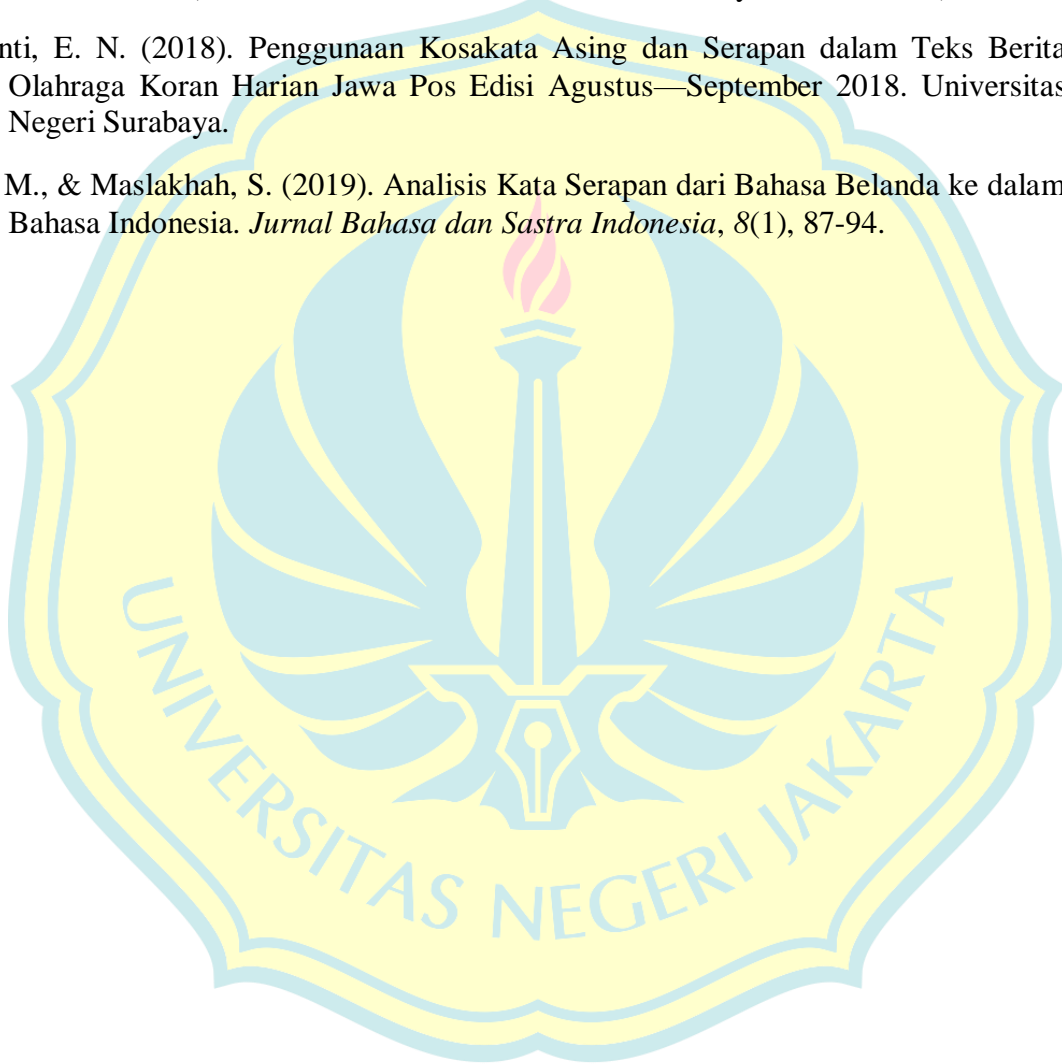 nti, E. N. (2018). Penggunaan Kosakata Asing dan Serapan dalam Teks Berita
Olahraga Koran Harian Jawa Pos Edisi Agustus—September 2018. Universitas
Negeri Surabaya.
M., & Maslakhah, S. (2019). Analisis Kata Serapan dari Bahasa Belanda ke dalam
Bahasa Indonesia. Jurnal Bahasa dan Sastra Indonesia, 8(1), 87-94.
UNIVERSITAS NEGERI JAKARTA